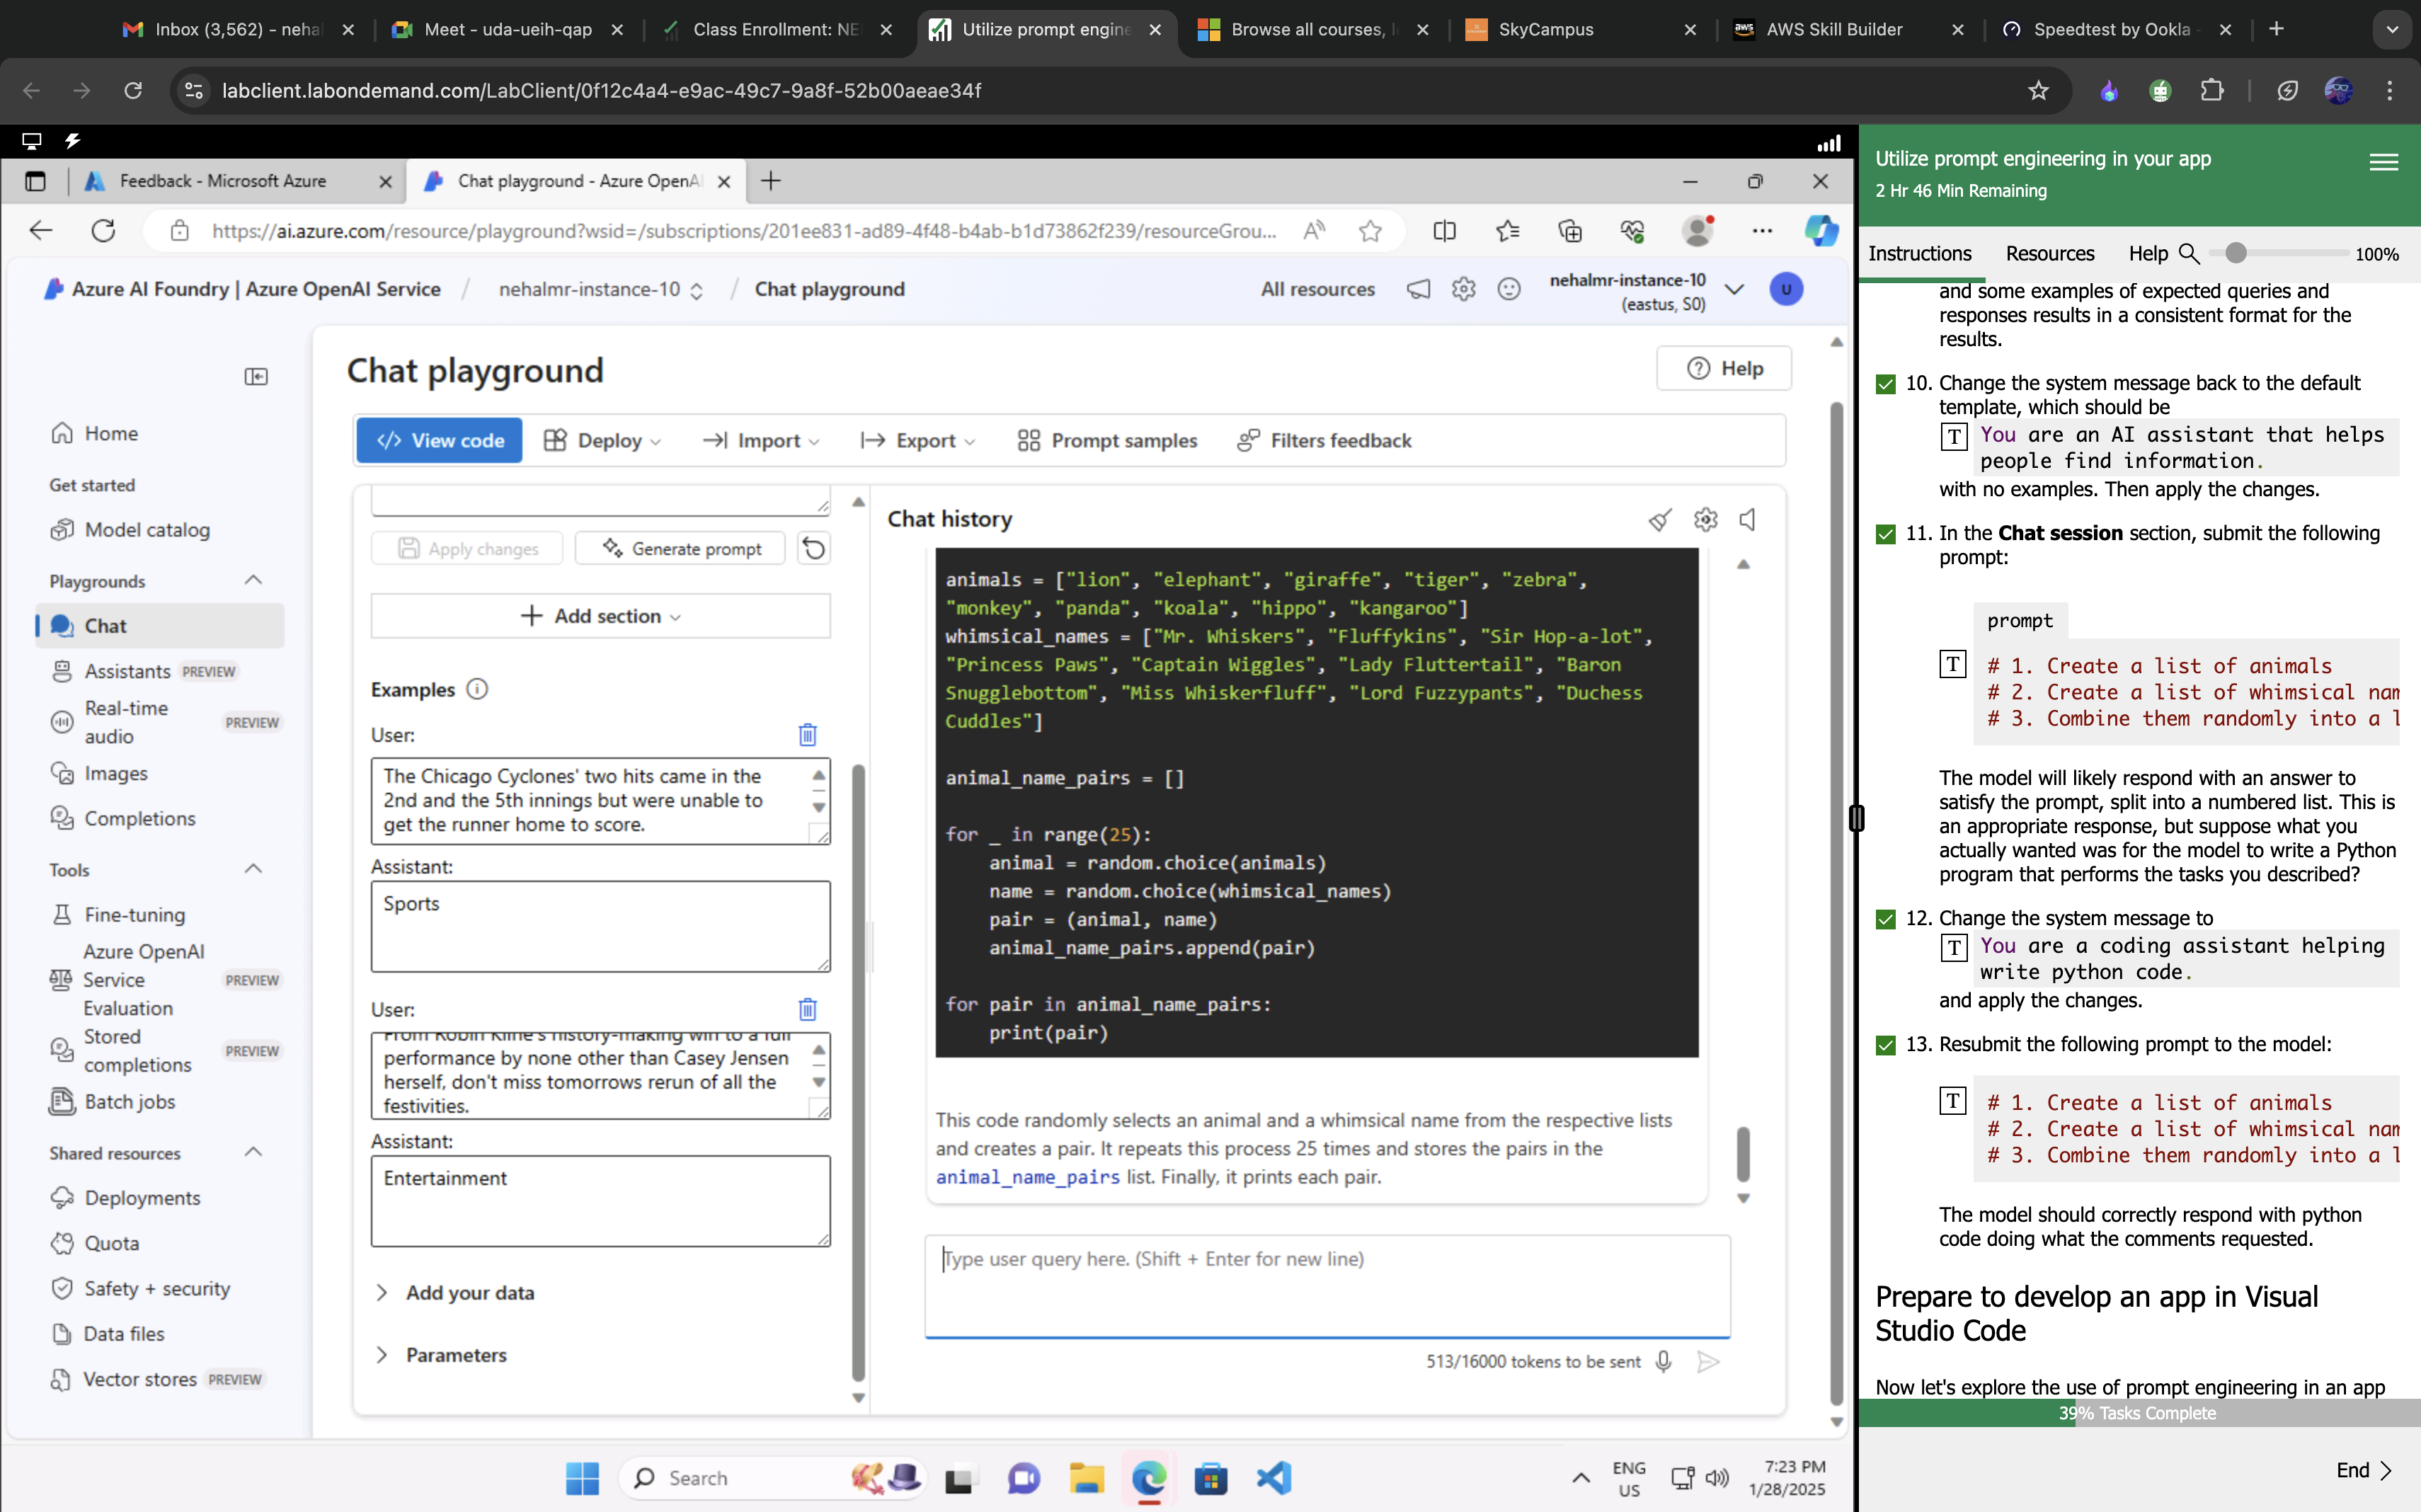 Inbox (3,562) - neha
Meet - uda-ueih-qap
Class Enrollment: NE
Utilize prompt engine
Browse all courses, l
SkyCampus
AWS Skill Builder
Speedtest by Ookla -
labclient.labondemand.com/LabClient/0f12c4a4-e9ac-49c7-9a8f-52b00aeae34f
Feedback - Microsoft Azure
Chat playground - Azure OpenAI
https://ai.azure.com/resource/playground?wsid=/subscriptions/201ee831-ad89-4f48-b4ab-b1d73862f239/resourceGrou...
Azure AI Foundry | Azure OpenAI Service / nehalmr-instance-10 / Chat playground
All resources
nehalmr-instance-10
(eastus, S0)
U
Home
Get started
Model catalog
Playgrounds
Chat
Assistants PREVIEW
Real-time audio PREVIEW
Images
Completions
Tools
Fine-tuning
Azure OpenAI
Service PREVIEW
Evaluation
Stored
completions PREVIEW
Batch jobs
Shared resources
Deployments
Quota
Safety + security
Data files
Vector stores PREVIEW
Chat playground
Help
View code
Deploy
Import
Export
Prompt samples
Filters feedback
Apply changes
Generate prompt
Add section
Examples
User:
The Chicago Cyclones' two hits came in the
2nd and the 5th innings but were unable to
get the runner home to score.
Assistant:
Sports
User:
From Robin Kline's history-making win to a full
performance by none other than Casey Jensen
herself, don't miss tomorrows rerun of all the
festivities.
Assistant:
Entertainment
Add your data
Parameters
Chat history
animals = ["lion", "elephant", "giraffe", "tiger", "zebra",
"monkey", "panda", "koala", "hippo", "kangaroo"]
whimsical_names = ["Mr. Whiskers", "Fluffykins", "Sir Hop-a-lot",
"Princess Paws", "Captain Wiggles", "Lady Fluttertail", "Baron
Snugglebottom", "Miss Whiskerfluff", "Lord Fuzzypants", "Duchess
Cuddles"]
animal_name_pairs = []
for _ in range(25):
    animal = random.choice(animals)
    name = random.choice(whimsical_names)
    pair = (animal, name)
    animal_name_pairs.append(pair)
for pair in animal_name_pairs:
    print(pair)
This code randomly selects an animal and a whimsical name from the respective lists
and creates a pair. It repeats this process 25 times and stores the pairs in the
animal_name_pairs list. Finally, it prints each pair.
Type user query here. (Shift + Enter for new line)
513/16000 tokens to be sent
Search
ENG
US
7:23 PM
1/28/2025
Utilize prompt engineering in your app
2 Hr 46 Min Remaining
Instructions
Resources
Help
100%
and some examples of expected queries and
responses results in a consistent format for the
results.
10. Change the system message back to the default
template, which should be
T You are an AI assistant that helps
people find information.
with no examples. Then apply the changes.
11. In the Chat session section, submit the following
prompt:
prompt
T # 1. Create a list of animals
# 2. Create a list of whimsical nam
# 3. Combine them randomly into a l
The model will likely respond with an answer to
satisfy the prompt, split into a numbered list. This is
an appropriate response, but suppose what you
actually wanted was for the model to write a Python
program that performs the tasks you described?
12. Change the system message to
T You are a coding assistant helping
write python code.
and apply the changes.
13. Resubmit the following prompt to the model:
T # 1. Create a list of animals
# 2. Create a list of whimsical nam
# 3. Combine them randomly into a l
The model should correctly respond with python
code doing what the comments requested.
Prepare to develop an app in Visual
Studio Code
Now let's explore the use of prompt engineering in an app
39% Tasks Complete
End